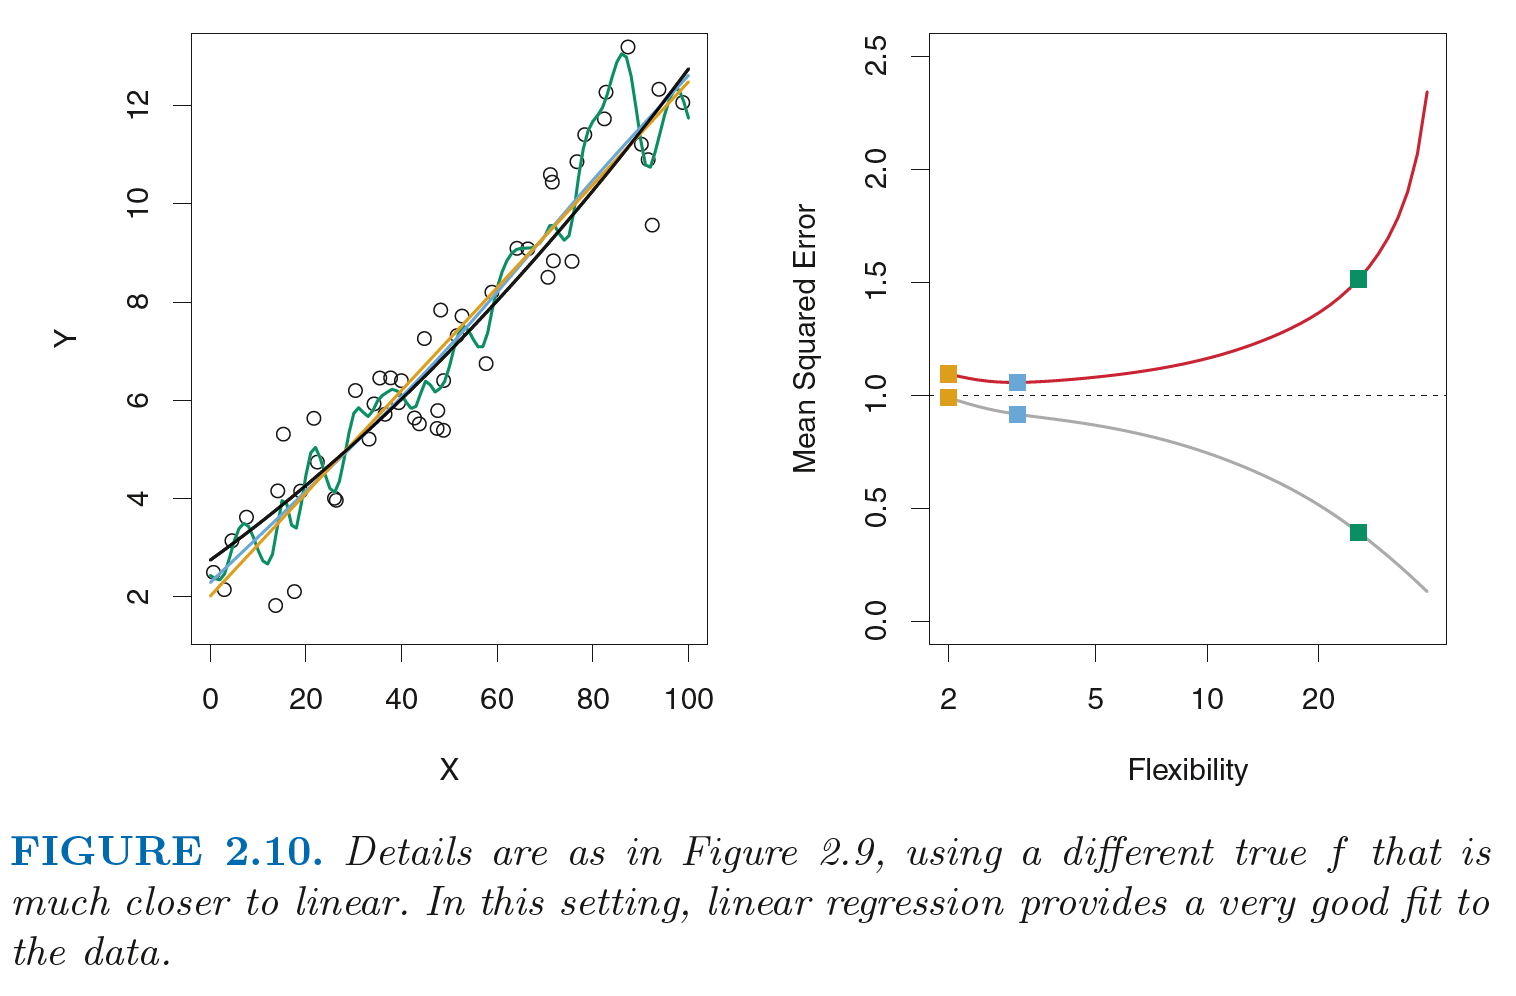 Y
12
10
8
6
4
2
0 20 40 60 80 100
X
Mean Squared Error
2.5
2.0
1.5
1.0
0.5
0.0
2 5 10 20
Flexibility
FIGURE 2.10. Details are as in Figure 2.9, using a different true f that is
much closer to linear. In this setting, linear regression provides a very good fit to
the data.